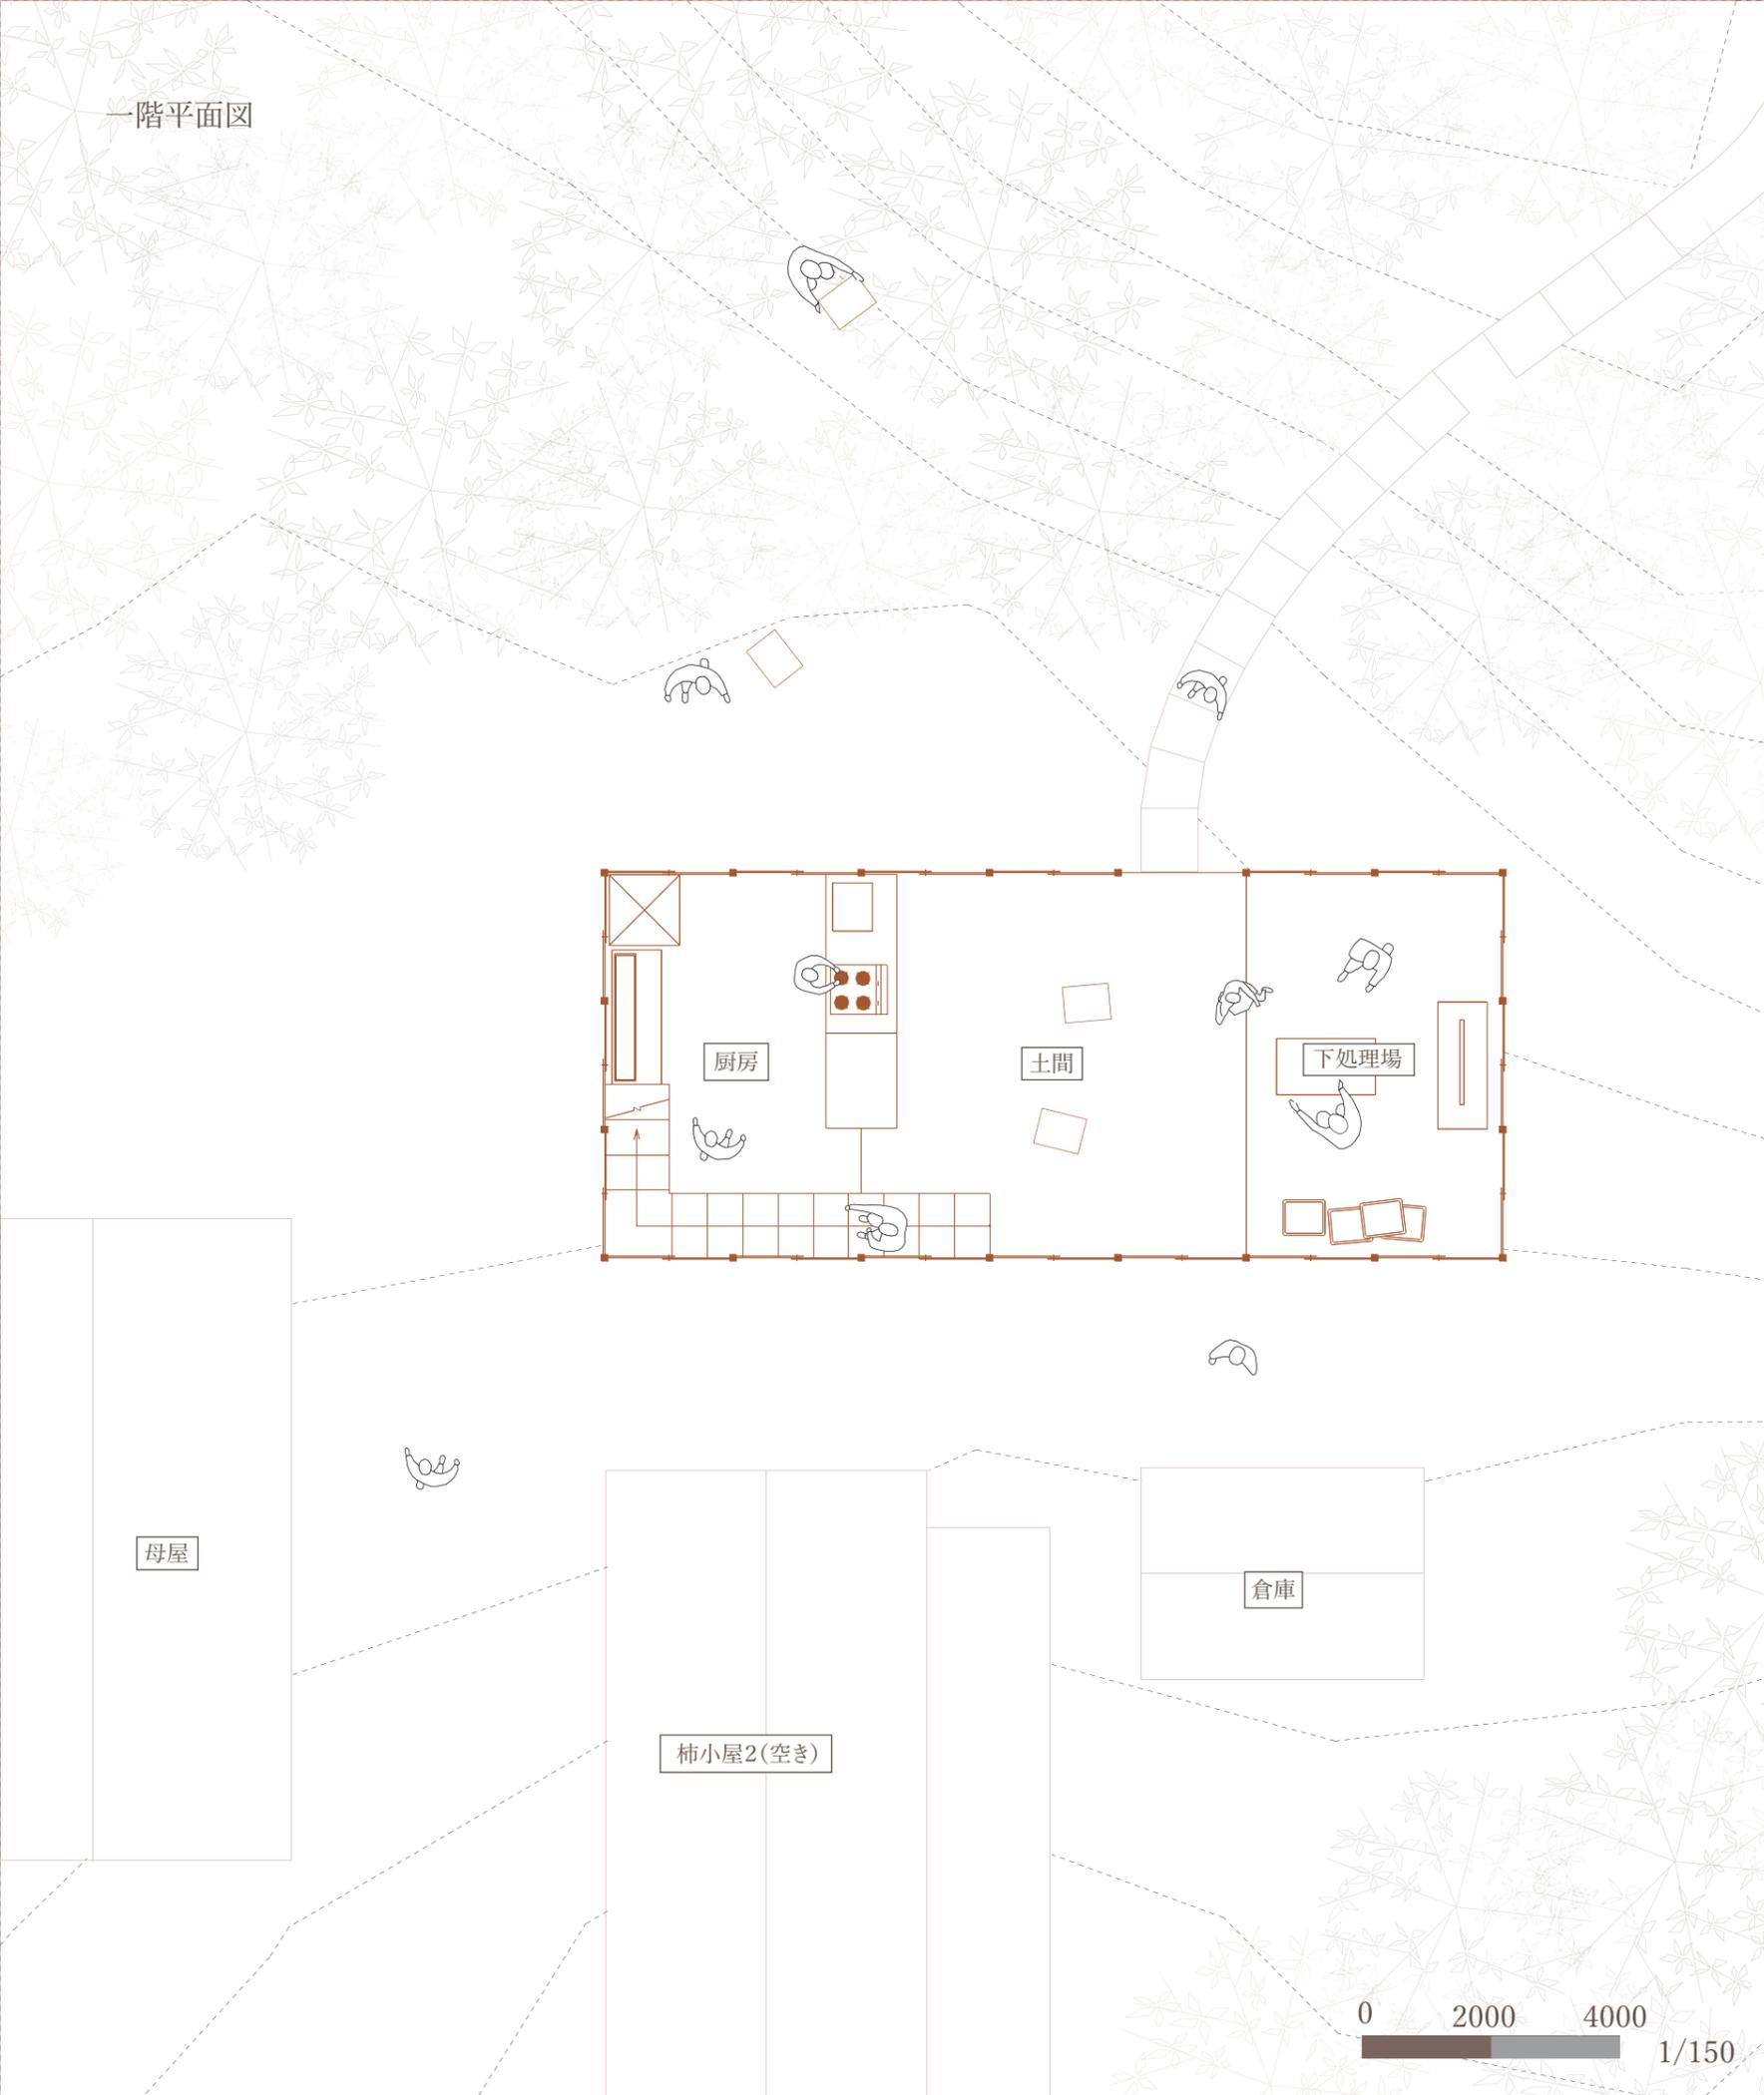 一階平面図
厨房
土間
下処理場
母屋
倉庫
柿小屋2(空き)
0 2000 4000
1/150